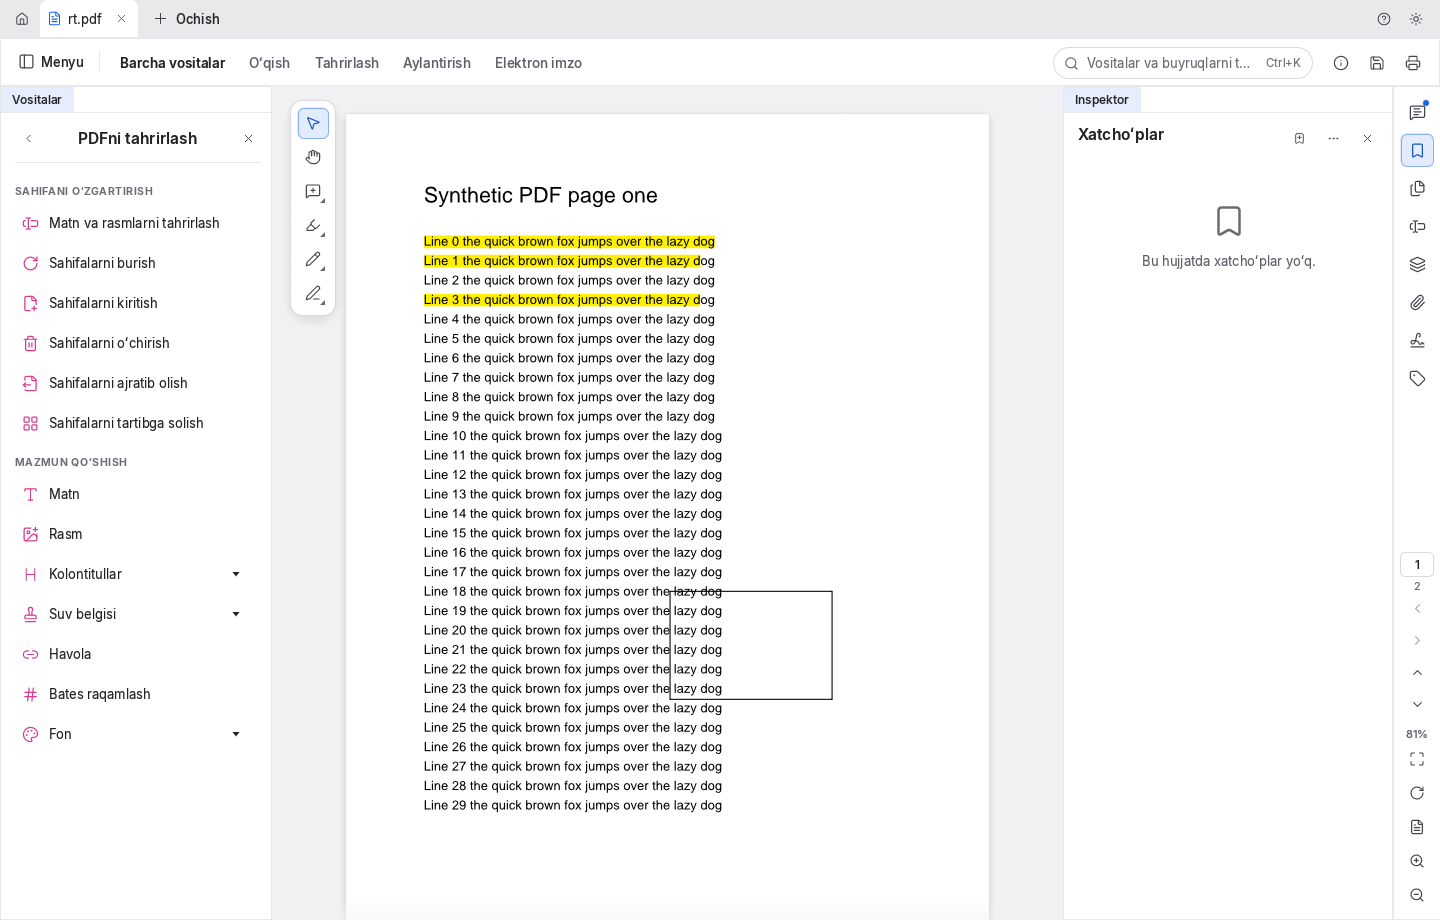 rt.pdf
Ochish
Menyu
Barcha vositalar
Oʻqish
Tahrirlash
Aylantirish
Elektron imzo
Vositalar va buyruqlarni t...
Ctrl+K
Vositalar
PDFni tahrirlash
SAHIFANI OʻZGARTIRISH
Matn va rasmlarni tahrirlash
Sahifalarni burish
Sahifalarni kiritish
Sahifalarni oʻchirish
Sahifalarni ajratib olish
Sahifalarni tartibga solish
MAZMUN QOʻSHISH
Matn
Rasm
Kolontitullar
Suv belgisi
Havola
Bates raqamlash
Fon
Synthetic PDF page one
Line 0 the quick brown fox jumps over the lazy dog
Line 1 the quick brown fox jumps over the lazy dog
Line 2 the quick brown fox jumps over the lazy dog
Line 3 the quick brown fox jumps over the lazy dog
Line 4 the quick brown fox jumps over the lazy dog
Line 5 the quick brown fox jumps over the lazy dog
Line 6 the quick brown fox jumps over the lazy dog
Line 7 the quick brown fox jumps over the lazy dog
Line 8 the quick brown fox jumps over the lazy dog
Line 9 the quick brown fox jumps over the lazy dog
Line 10 the quick brown fox jumps over the lazy dog
Line 11 the quick brown fox jumps over the lazy dog
Line 12 the quick brown fox jumps over the lazy dog
Line 13 the quick brown fox jumps over the lazy dog
Line 14 the quick brown fox jumps over the lazy dog
Line 15 the quick brown fox jumps over the lazy dog
Line 16 the quick brown fox jumps over the lazy dog
Line 17 the quick brown fox jumps over the lazy dog
Line 18 the quick brown fox jumps over the lazy dog
Line 19 the quick brown fox jumps over the lazy dog
Line 20 the quick brown fox jumps over the lazy dog
Line 21 the quick brown fox jumps over the lazy dog
Line 22 the quick brown fox jumps over the lazy dog
Line 23 the quick brown fox jumps over the lazy dog
Line 24 the quick brown fox jumps over the lazy dog
Line 25 the quick brown fox jumps over the lazy dog
Line 26 the quick brown fox jumps over the lazy dog
Line 27 the quick brown fox jumps over the lazy dog
Line 28 the quick brown fox jumps over the lazy dog
Line 29 the quick brown fox jumps over the lazy dog
Inspektor
Xatchoʻplar
Bu hujjatda xatchoʻplar yoʻq.
1
2
81%